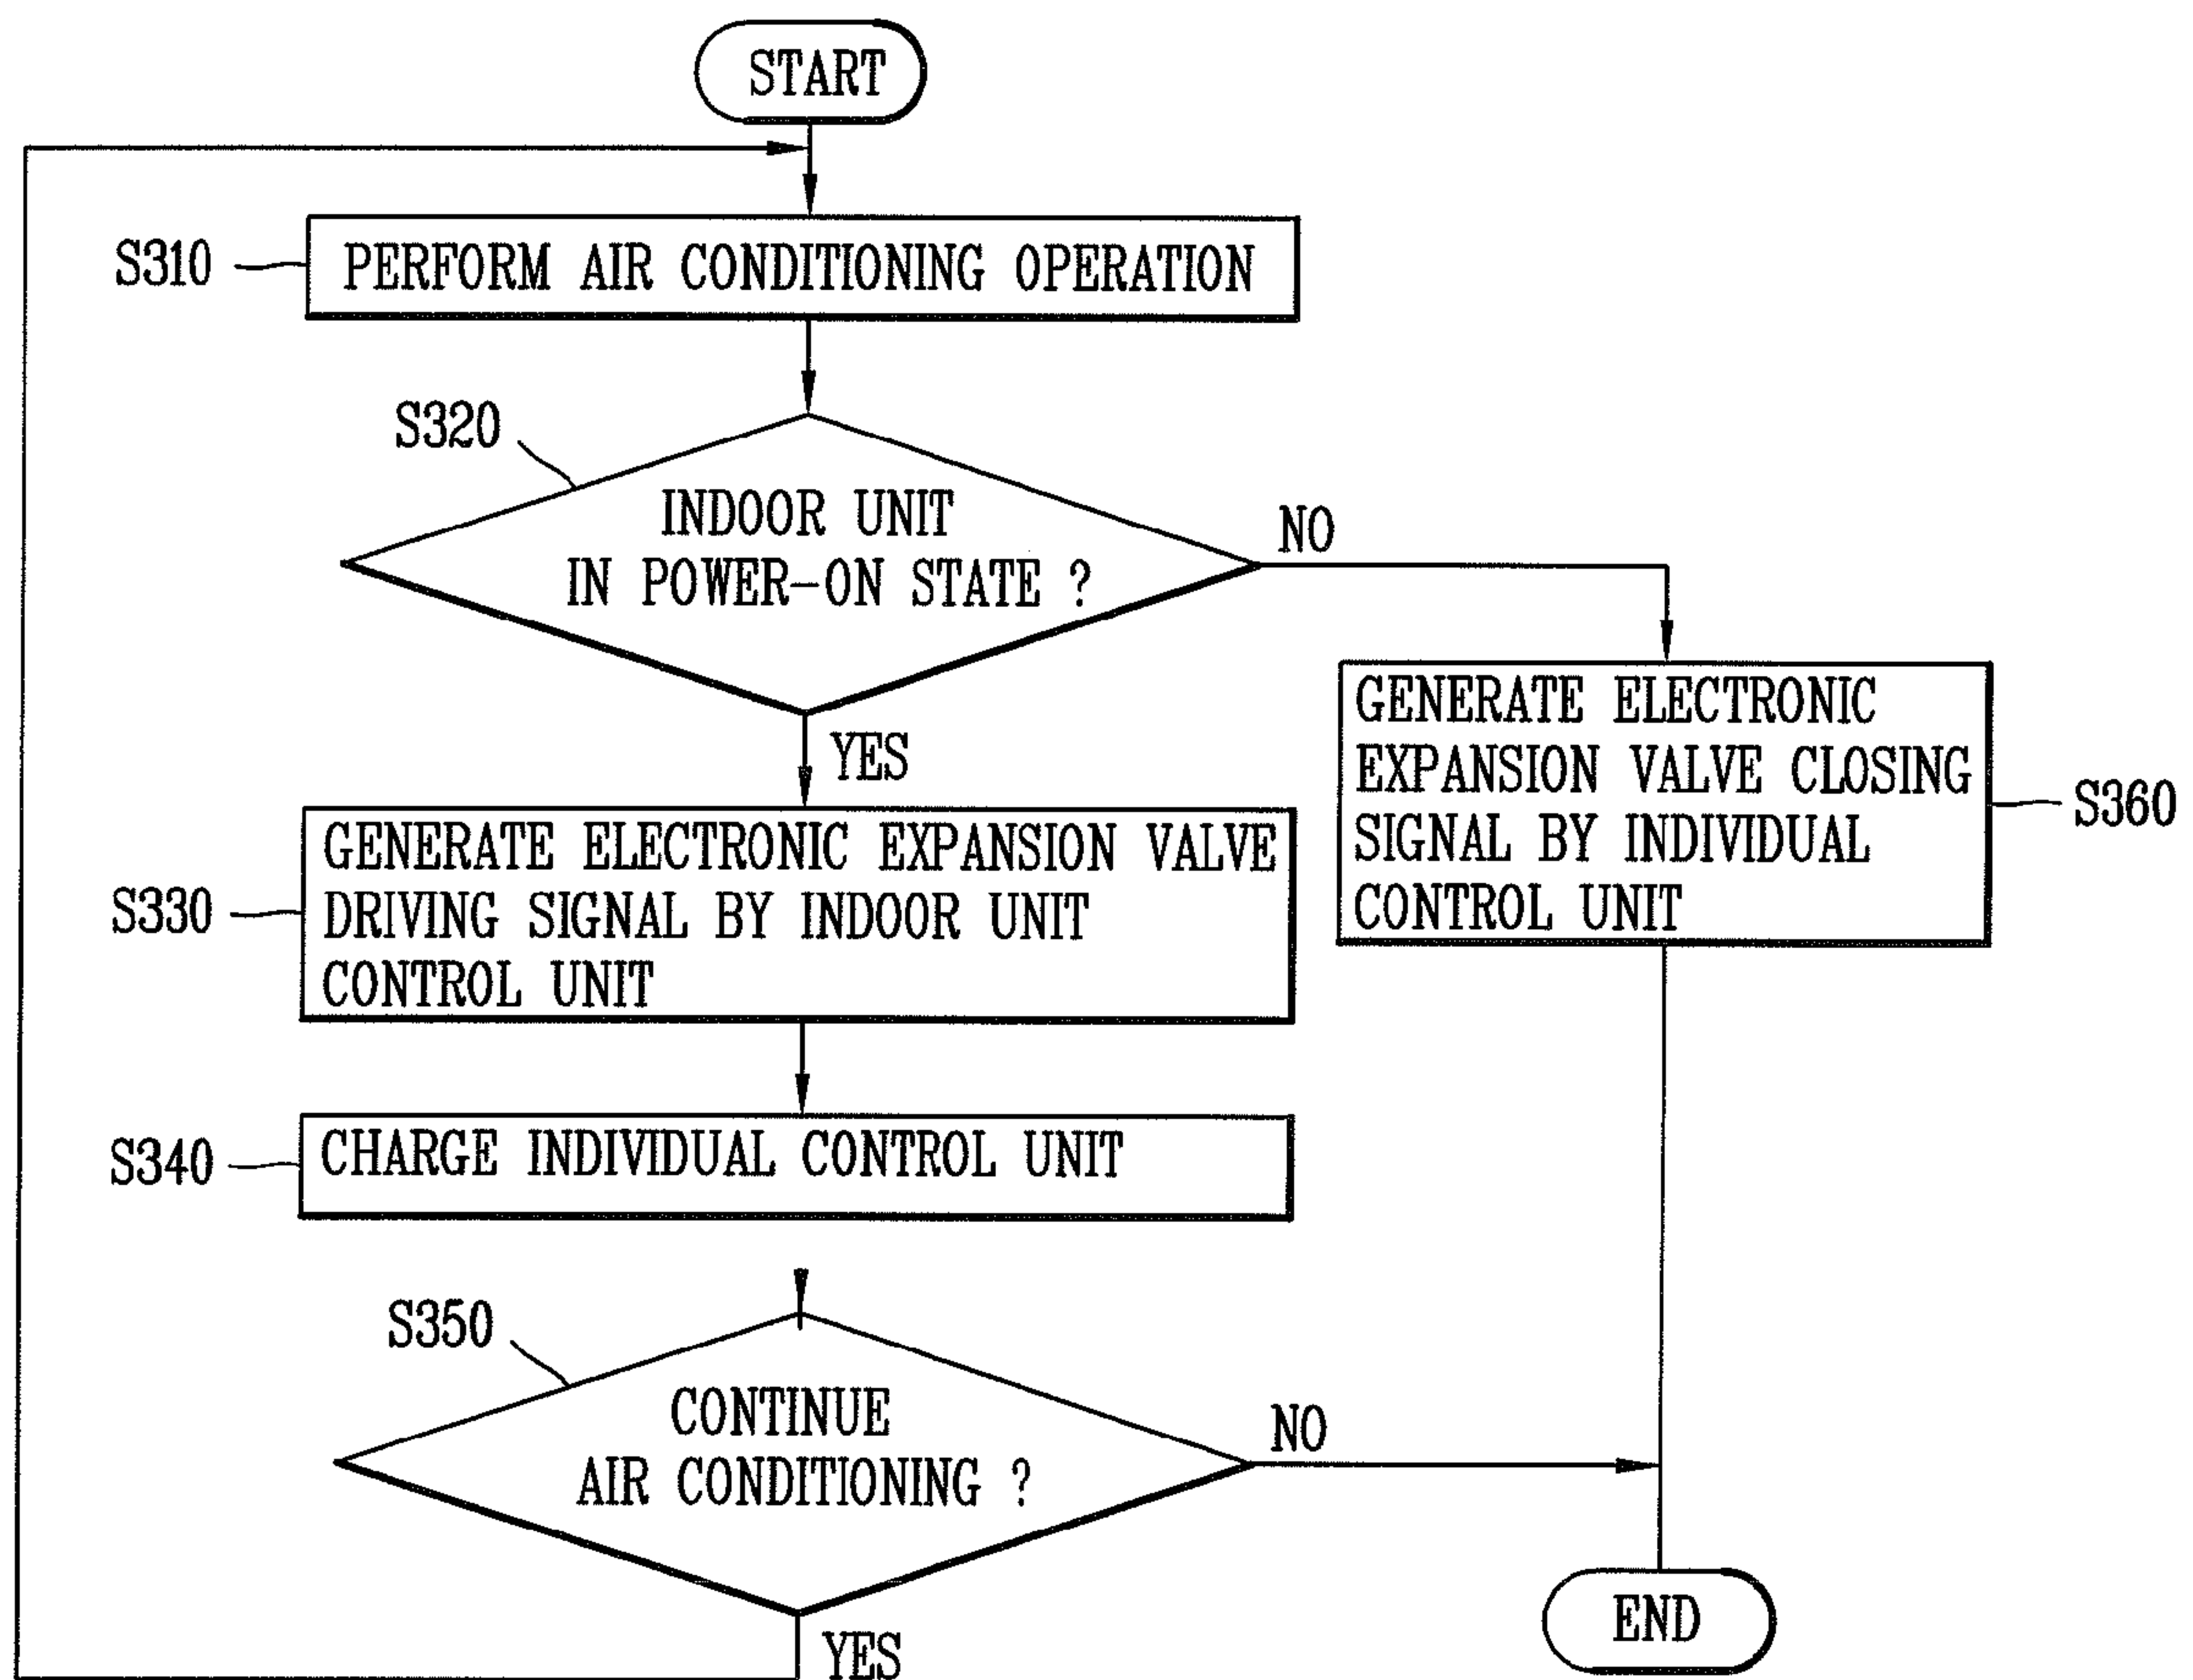 START
S310
PERFORM AIR CONDITIONING OPERATION
S320
INDOOR UNIT
IN POWER-ON STATE ?
NO
YES
GENERATE ELECTRONIC
EXPANSION VALVE CLOSING
SIGNAL BY INDIVIDUAL
CONTROL UNIT
S360
S330
GENERATE ELECTRONIC EXPANSION VALVE
DRIVING SIGNAL BY INDOOR UNIT
CONTROL UNIT
S340
CHARGE INDIVIDUAL CONTROL UNIT
S350
CONTINUE
AIR CONDITIONING ?
NO
YES
END